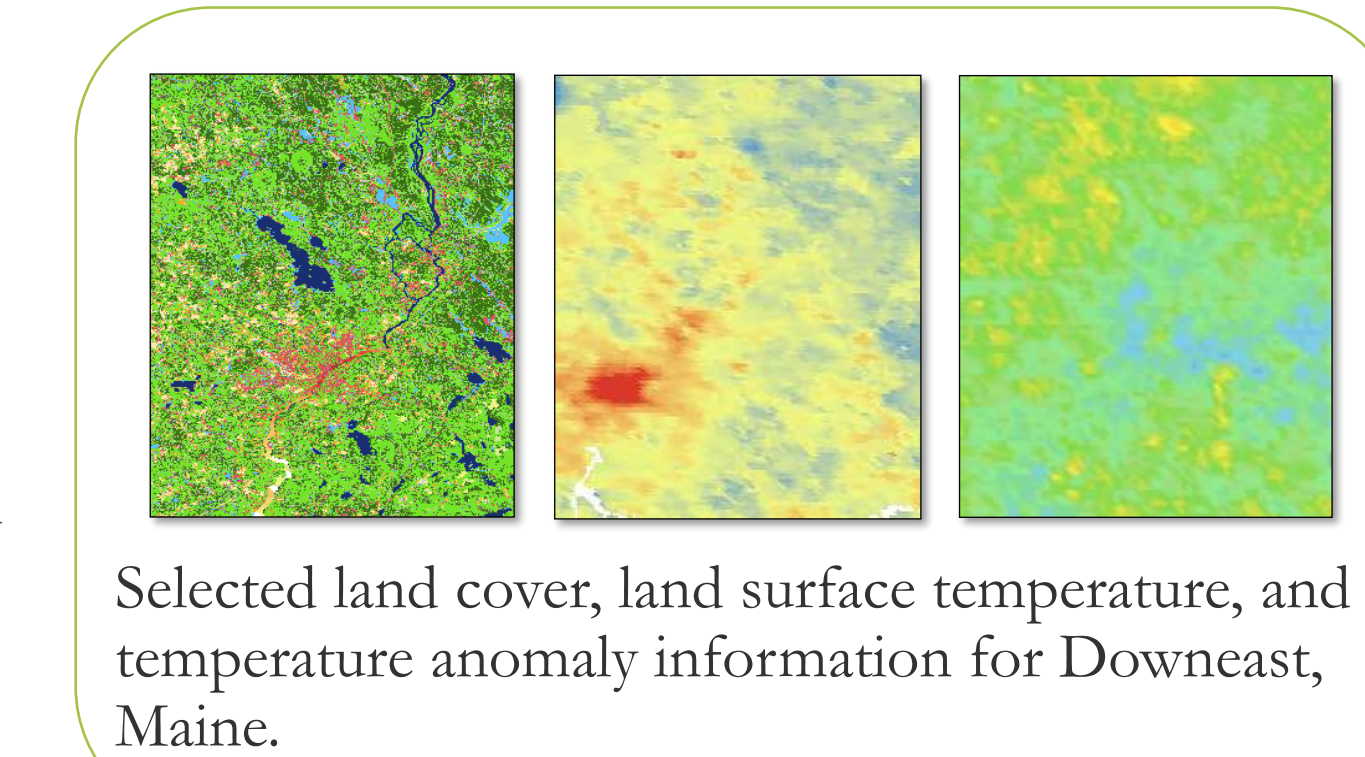 Selected land cover, land surface temperature, and
temperature anomaly information for Downeast,
Maine.